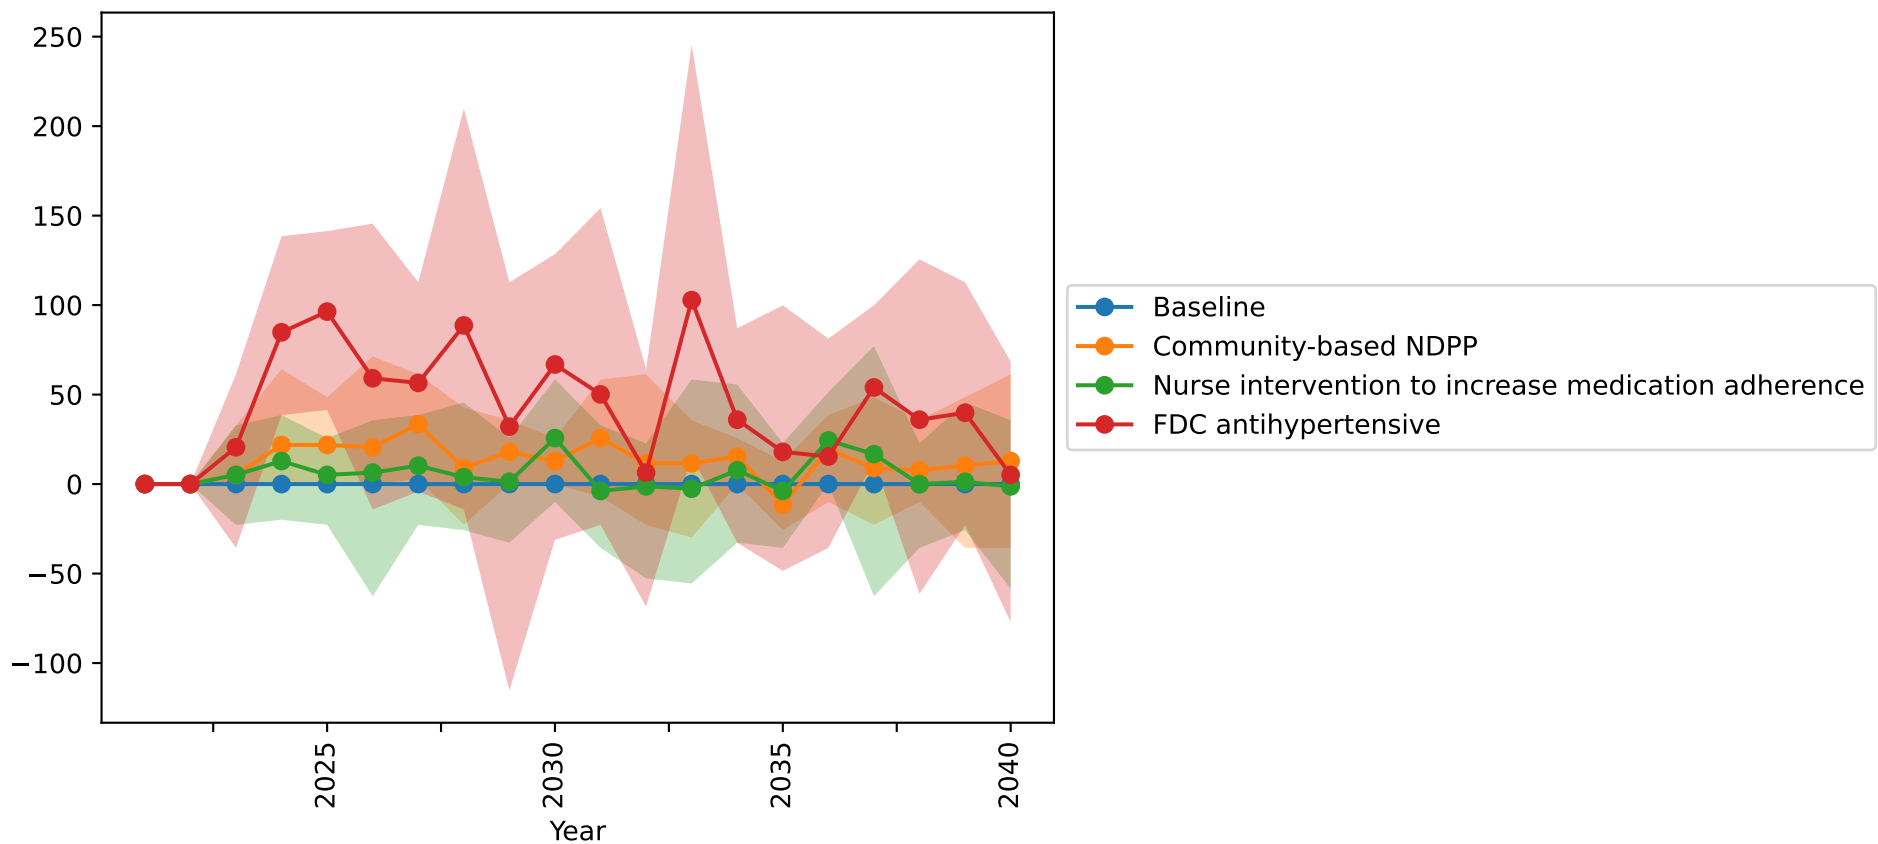 250
200
150
100
50
0
−50
−100
2025
2030
2035
2040
Year
Baseline
Community-based NDPP
Nurse intervention to increase medication adherence
FDC antihypertensive